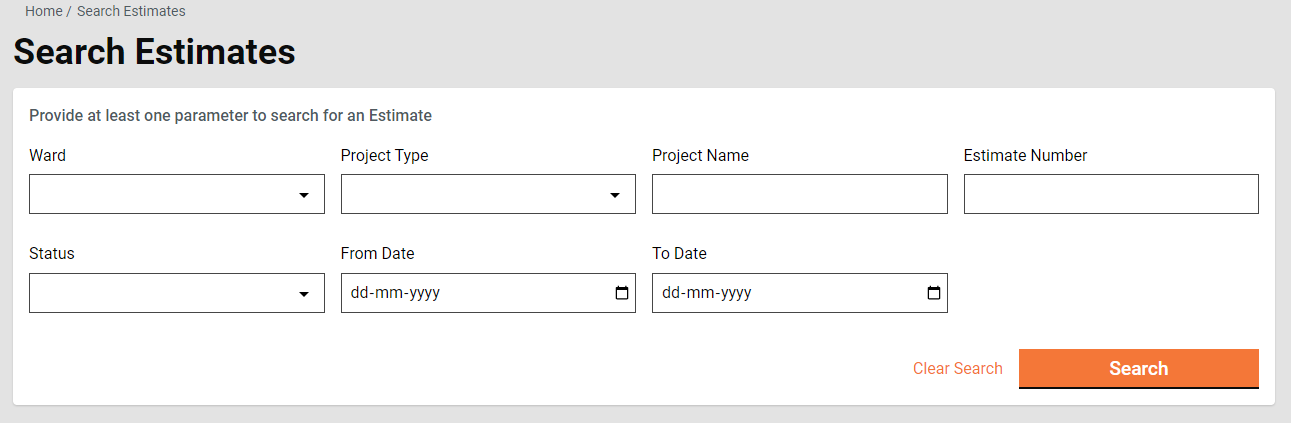 Home / Search Estimates
Search Estimates
Provide at least one parameter to search for an Estimate
Ward Project Type Project Name Estimate Number
Status From Date To Date
dd-mm-yyyy dd-mm-yyyy
Clear Search Search